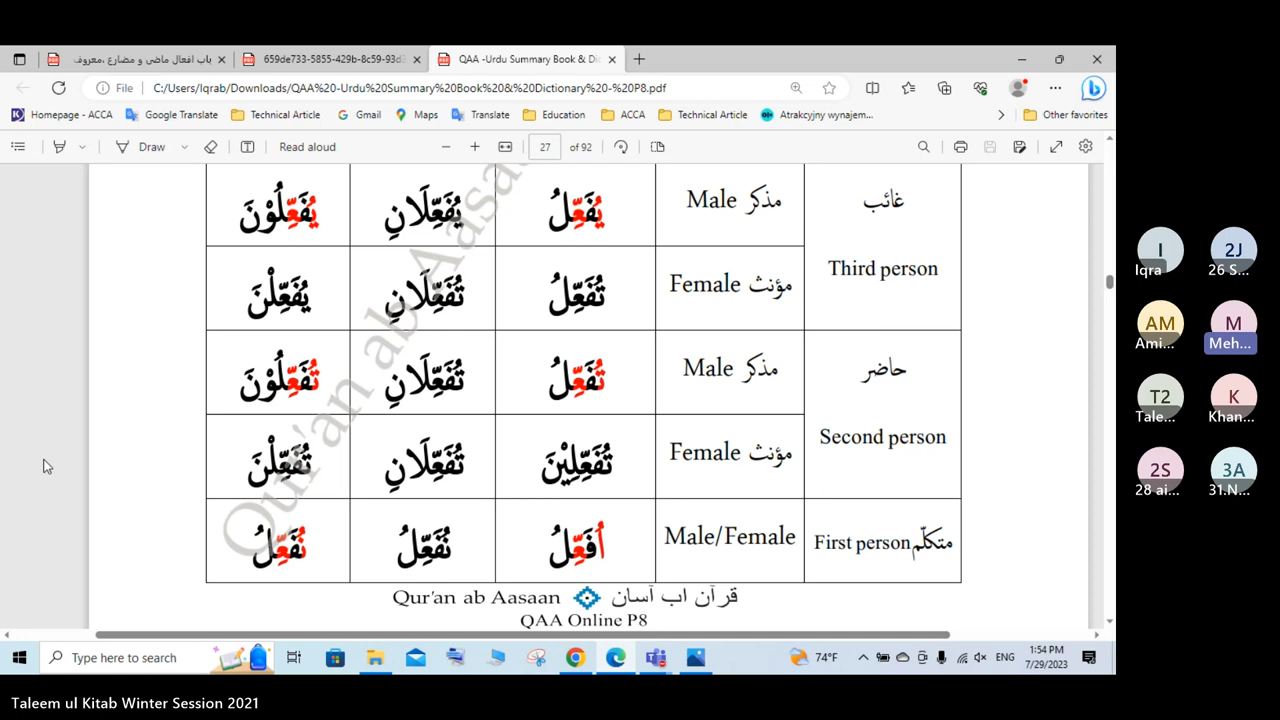 باب افعال ماضی و مضارع ،معروف
659de733-5855-429b-8c59-93d
QAA -Urdu Summary Book & Di
File
C:/Users/Iqrab/Downloads/QAA%20-Urdu%20Summary%20Book%20&%20Dictionary%20-%20P8.pdf
Homepage - ACCA
Google Translate
Technical Article
Gmail
Maps
Translate
Education
ACCA
Technical Article
Atrakcyjny wynajem...
Other favorites
Draw
Read aloud
27 of 92
غائب
Third person
مذکر Male
يُفَعِّلُ يُفَعِّلَانِ يُفَعِّلُوْنَ
مؤنث Female
تُفَعِّلُ تُفَعِّلَانِ يُفَعِّلْنَ
حاضر
Second person
مذکر Male
تُفَعِّلُ تُفَعِّلَانِ تُفَعِّلُوْنَ
مؤنث Female
تُفَعِّلِيْنَ تُفَعِّلَانِ تُفَعِّلْنَ
متکلّم First person
Male/Female
أُفَعِّلُ نُفَعِّلُ نُفَعِّلُ
Qur'an ab Aasaan
Qur'an ab Aasaan قرآن اب آسان
QAA Online P8
I
Iqra
2J
26 S...
AM
Ami...
M
Meh...
T2
Tale...
K
Khan...
2S
28 ai...
3A
31.N...
Type here to search
74°F
ENG
1:54 PM
7/29/2023
Taleem ul Kitab Winter Session 2021